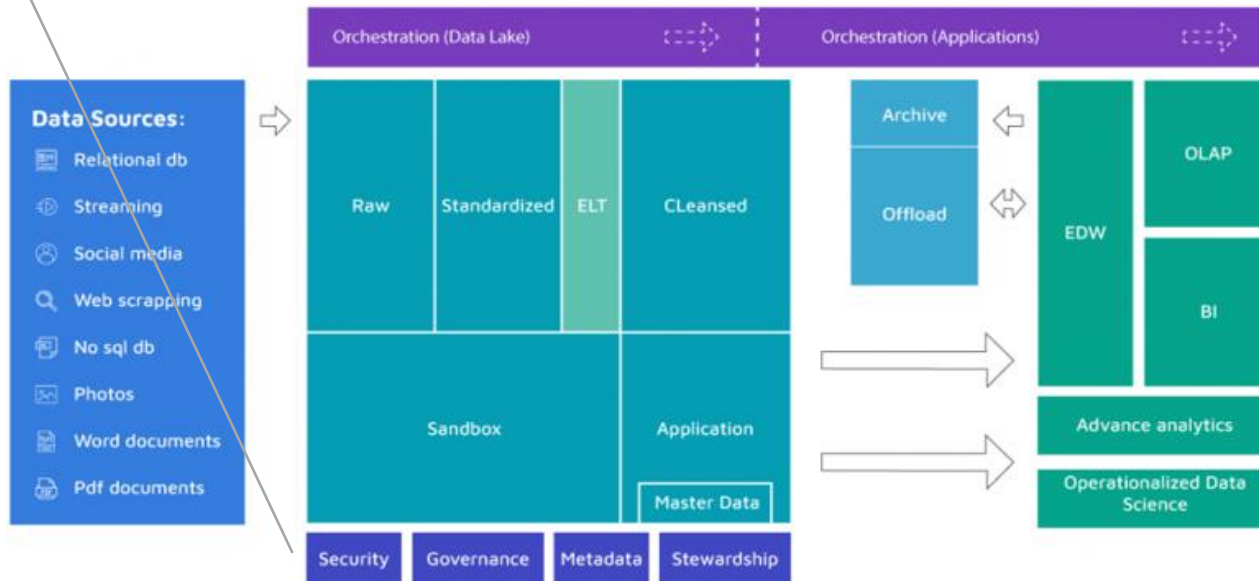 Orchestration (Data Lake)
Orchestration (Applications)
Data Sources:
Relational db
Streaming
Social media
Web scrapping
No sql db
Photos
Word documents
Pdf documents
Raw
Standardized
ELT
CLeansed
Sandbox
Application
Master Data
Security
Governance
Metadata
Stewardship
Archive
Offload
EDW
OLAP
BI
Advance analytics
Operationalized Data
Science